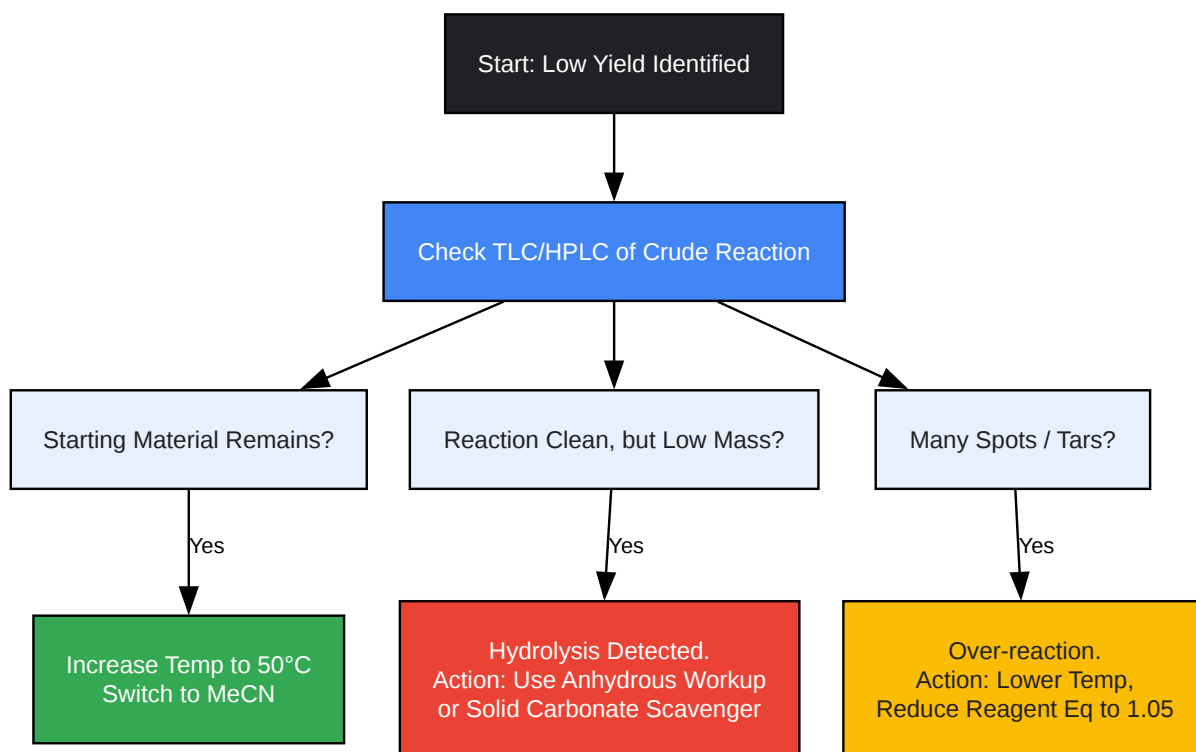 Start: Low Yield Identified
Check TLC/HPLC of Crude Reaction
Starting Material Remains?
Reaction Clean, but Low Mass?
Many Spots / Tars?
Yes
Yes
Yes
Increase Temp to 50°C
Switch to MeCN
Hydrolysis Detected.
Action: Use Anhydrous Workup
or Solid Carbonate Scavenger
Over-reaction.
Action: Lower Temp,
Reduce Reagent Eq to 1.05